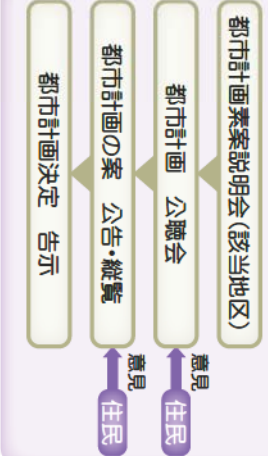 都市計画素案説明会(該当地区)
都市計画　公聴会
意見
住民
都市計画の案　公告・縦覧
意見
住民
都市計画決定　告示